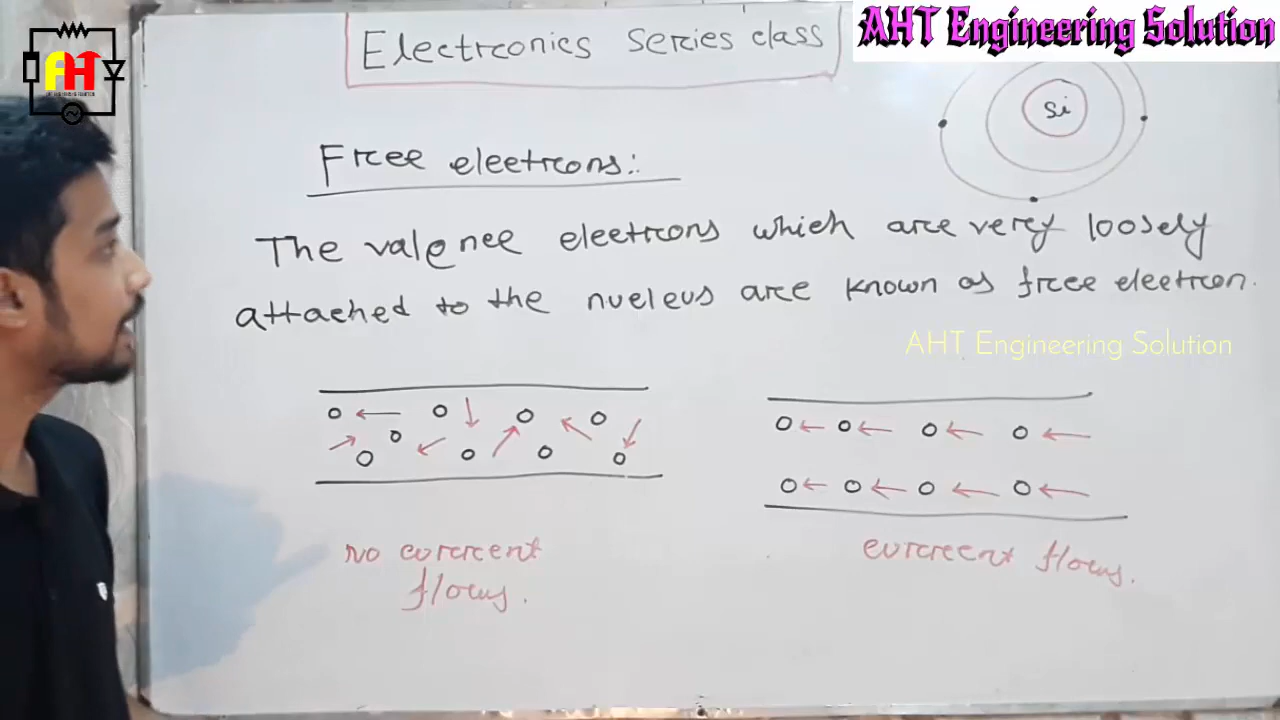 AHT Engineering Solution
AHT
Electronics Series class
Si
Free electrons:
The valence electrons which are very loosely
attached to the nucleus are known as free electron.
AHT Engineering Solution
no current
flows.
current flows.